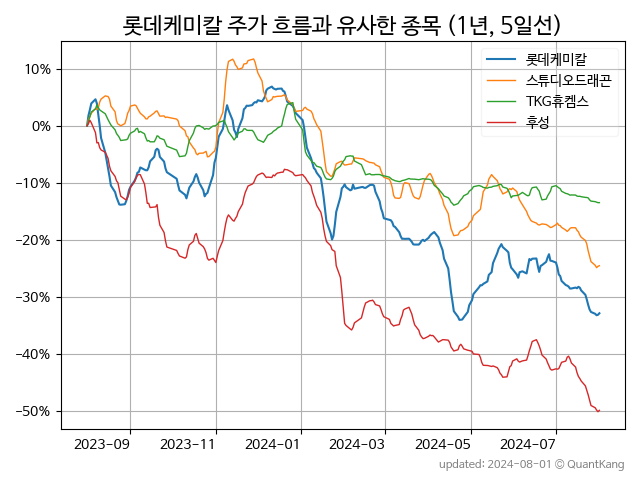 롯데케미칼 주가 흐름과 유사한 종목 (1년, 5일선)
롯데케미칼
스튜디오드래곤
TKG휴켐스
후성
10%
0%
−10%
−20%
−30%
−40%
−50%
2023-09
2023-11
2024-01
2024-03
2024-05
2024-07
updated: 2024-08-01 © QuantKang